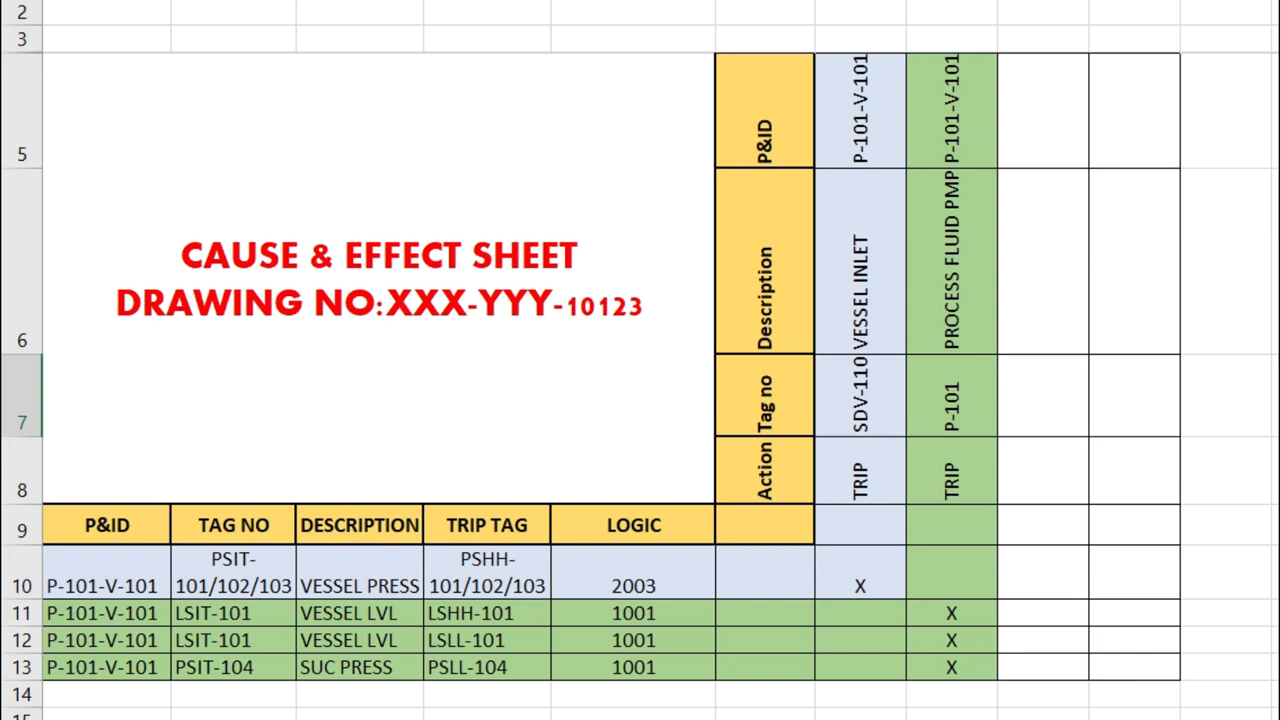 2
3
5
P&ID
P-101-V-101
P-101-V-101
CAUSE & EFFECT SHEET
DRAWING NO:XXX-YYY-10123
6
Description
VESSEL INLET
PROCESS FLUID PMP
7
Tag no
SDV-110
P-101
8
Action
TRIP
TRIP
9 P&ID TAG NO DESCRIPTION TRIP TAG LOGIC
PSIT- PSHH-
10 P-101-V-101 101/102/103 VESSEL PRESS 101/102/103 2003 X
11 P-101-V-101 LSIT-101 VESSEL LVL LSHH-101 1001 X
12 P-101-V-101 LSIT-101 VESSEL LVL LSLL-101 1001 X
13 P-101-V-101 PSIT-104 SUC PRESS PSLL-104 1001 X
14